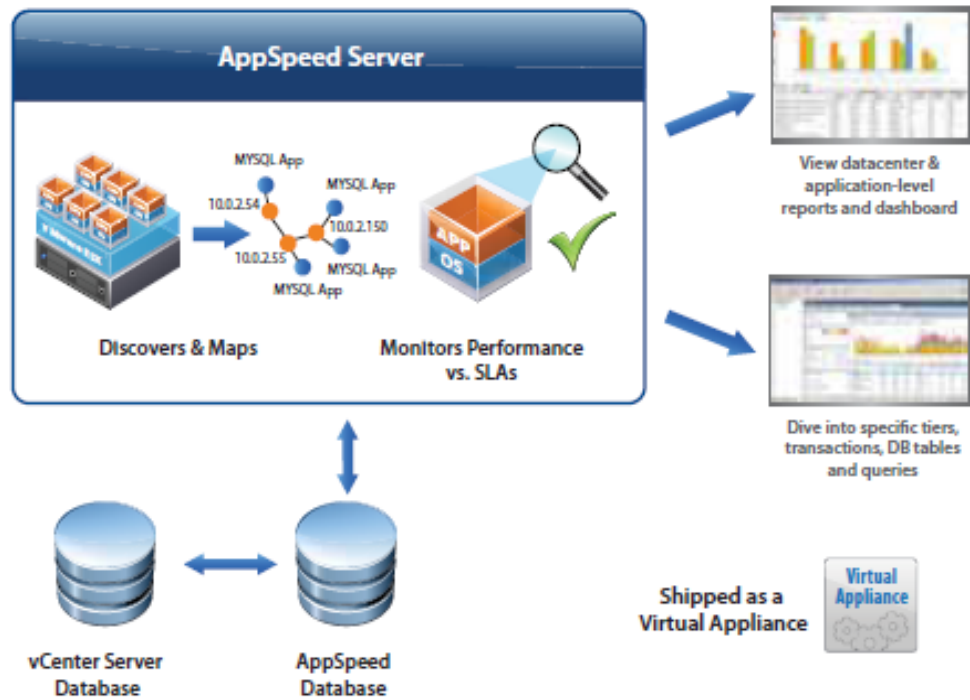 AppSpeed Server
MYSQL App
MYSQL App
10.0.2.54
10.0.2.150
10.0.2.55
MYSQL App
MYSQL App
APP
OS
Discovers & Maps
Monitors Performance
vs. SLAs
View datacenter &
application-level
reports and dashboard
Dive into specific tiers,
transactions, DB tables
and queries
vCenter Server
Database
AppSpeed
Database
Shipped as a
Virtual Appliance
Virtual
Appliance